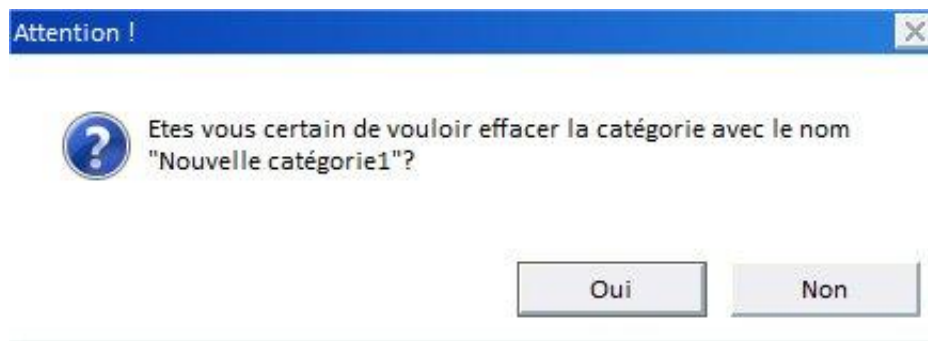 Attention !
Etes vous certain de vouloir effacer la catégorie avec le nom
"Nouvelle catégorie1"?
Oui Non